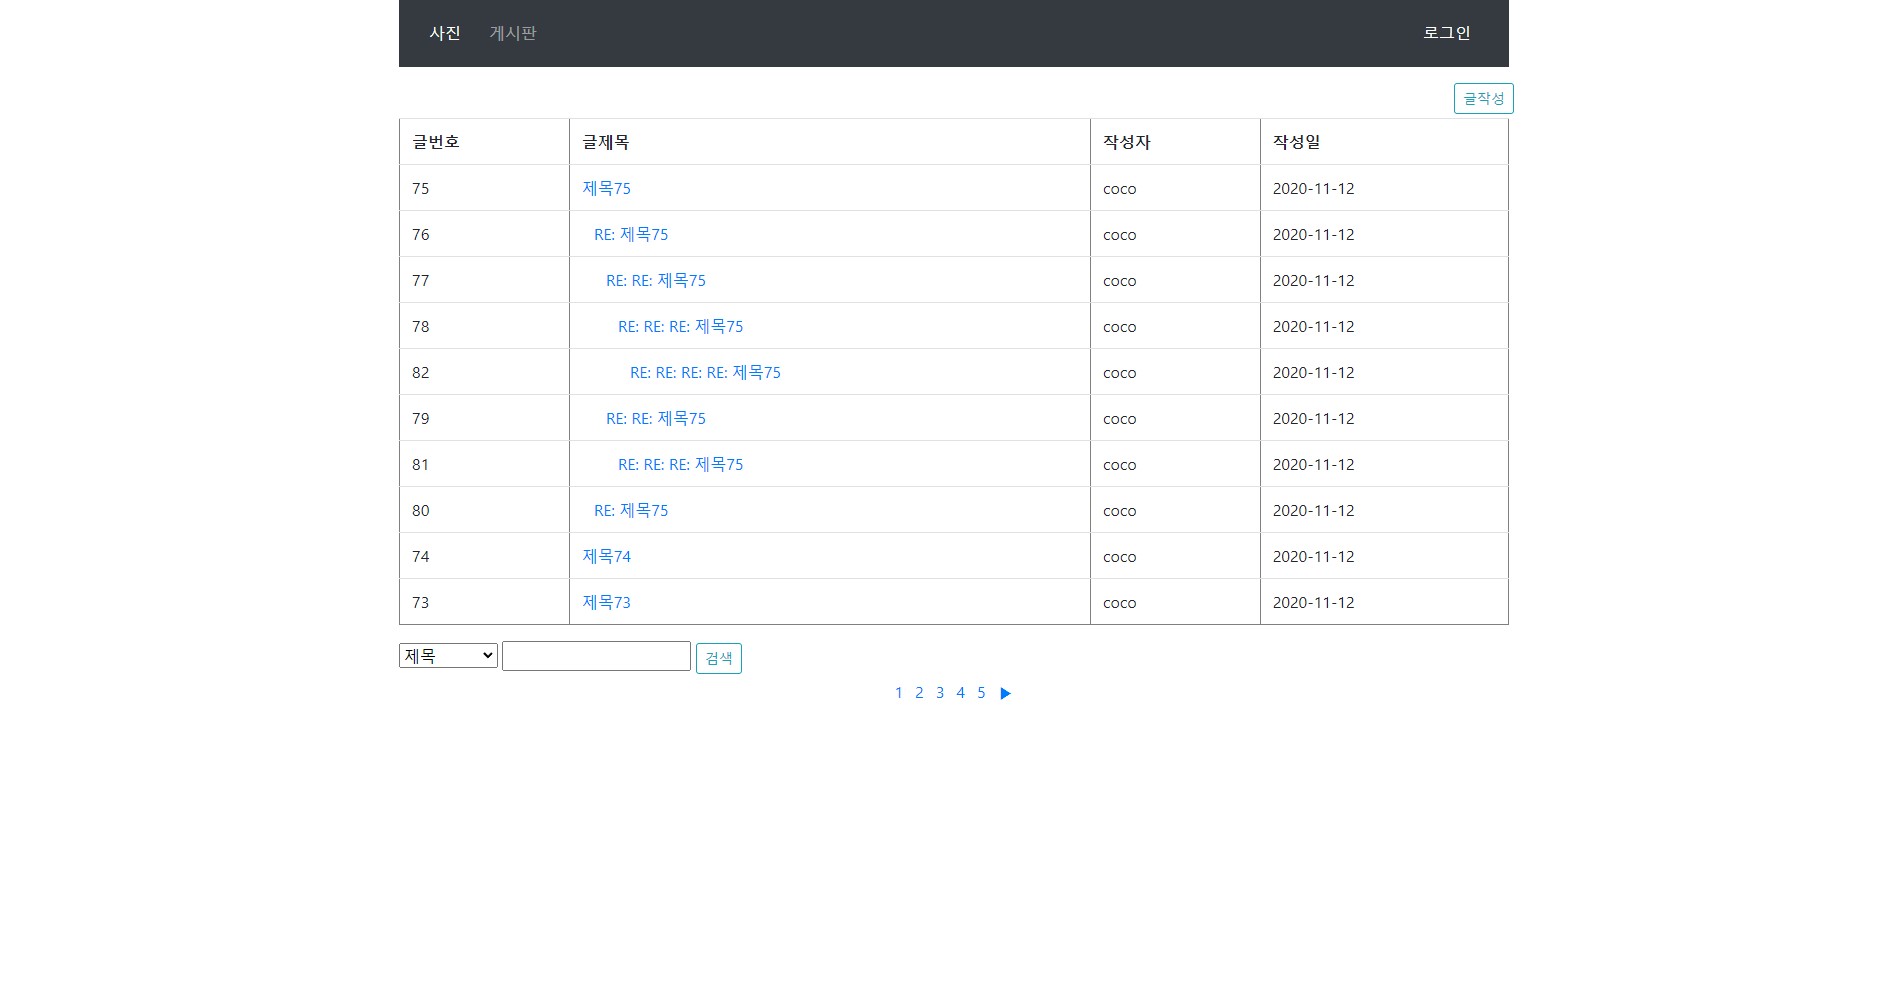 사진 게시판 로그인
글작성
글번호 글제목 작성자 작성일
75 제목75 coco 2020-11-12
76 RE: 제목75 coco 2020-11-12
77 RE: RE: 제목75 coco 2020-11-12
78 RE: RE: RE: 제목75 coco 2020-11-12
82 RE: RE: RE: RE: 제목75 coco 2020-11-12
79 RE: RE: 제목75 coco 2020-11-12
81 RE: RE: RE: 제목75 coco 2020-11-12
80 RE: 제목75 coco 2020-11-12
74 제목74 coco 2020-11-12
73 제목73 coco 2020-11-12
제목 검색
1 2 3 4 5 ▶